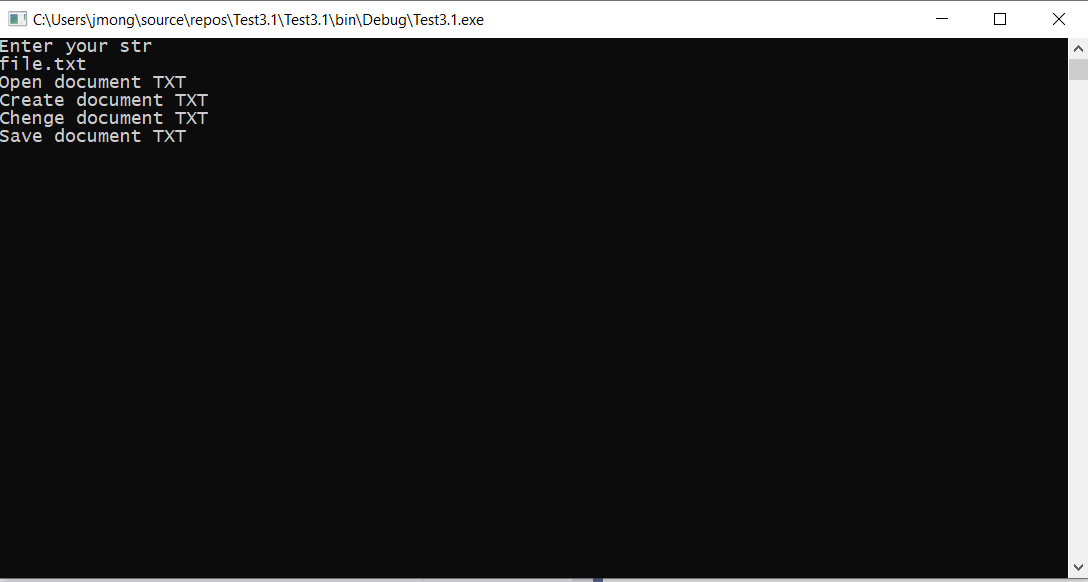 C:\Users\jmong\source\repos\Test3.1\Test3.1\bin\Debug\Test3.1.exe
Enter your str
file.txt
Open document TXT
Create document TXT
Chenge document TXT
Save document TXT